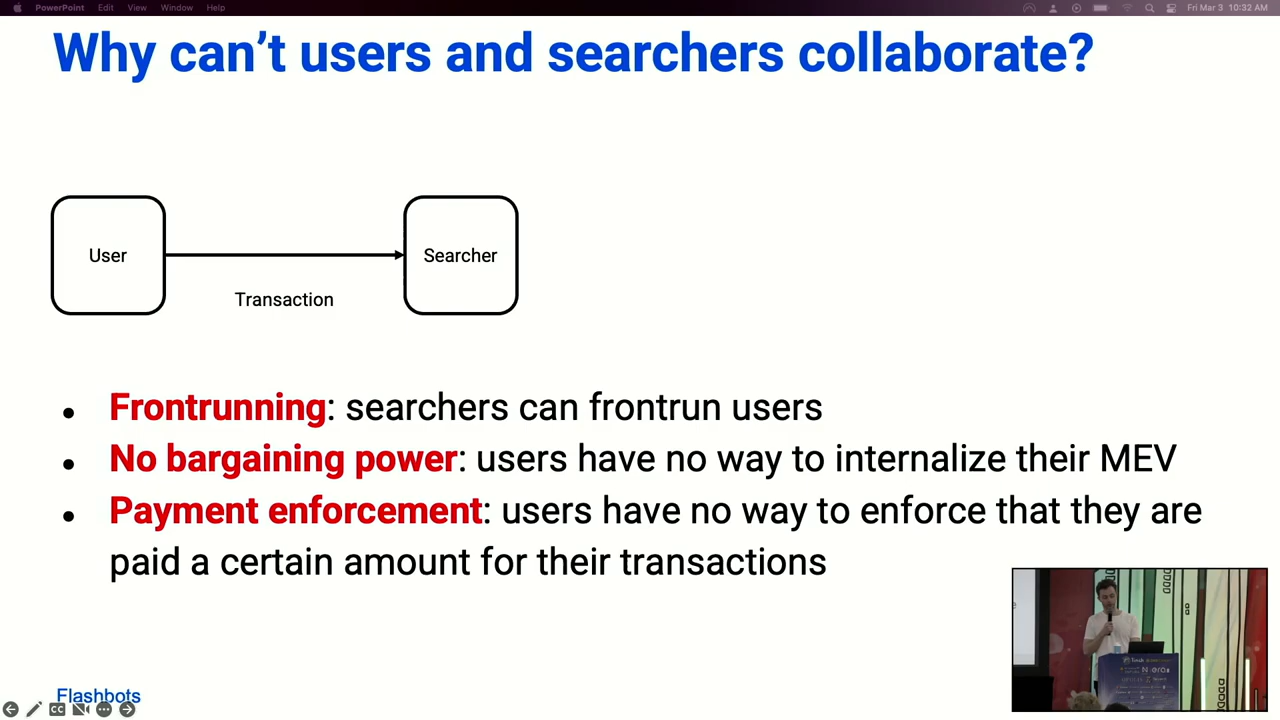 PowerPoint Edit View Window Help Fri Mar 3 10:32 AM
Why can't users and searchers collaborate?
User
Searcher
Transaction
● Frontrunning: searchers can frontrun users
● No bargaining power: users have no way to internalize their MEV
● Payment enforcement: users have no way to enforce that they are
paid a certain amount for their transactions
Flashbots
CC